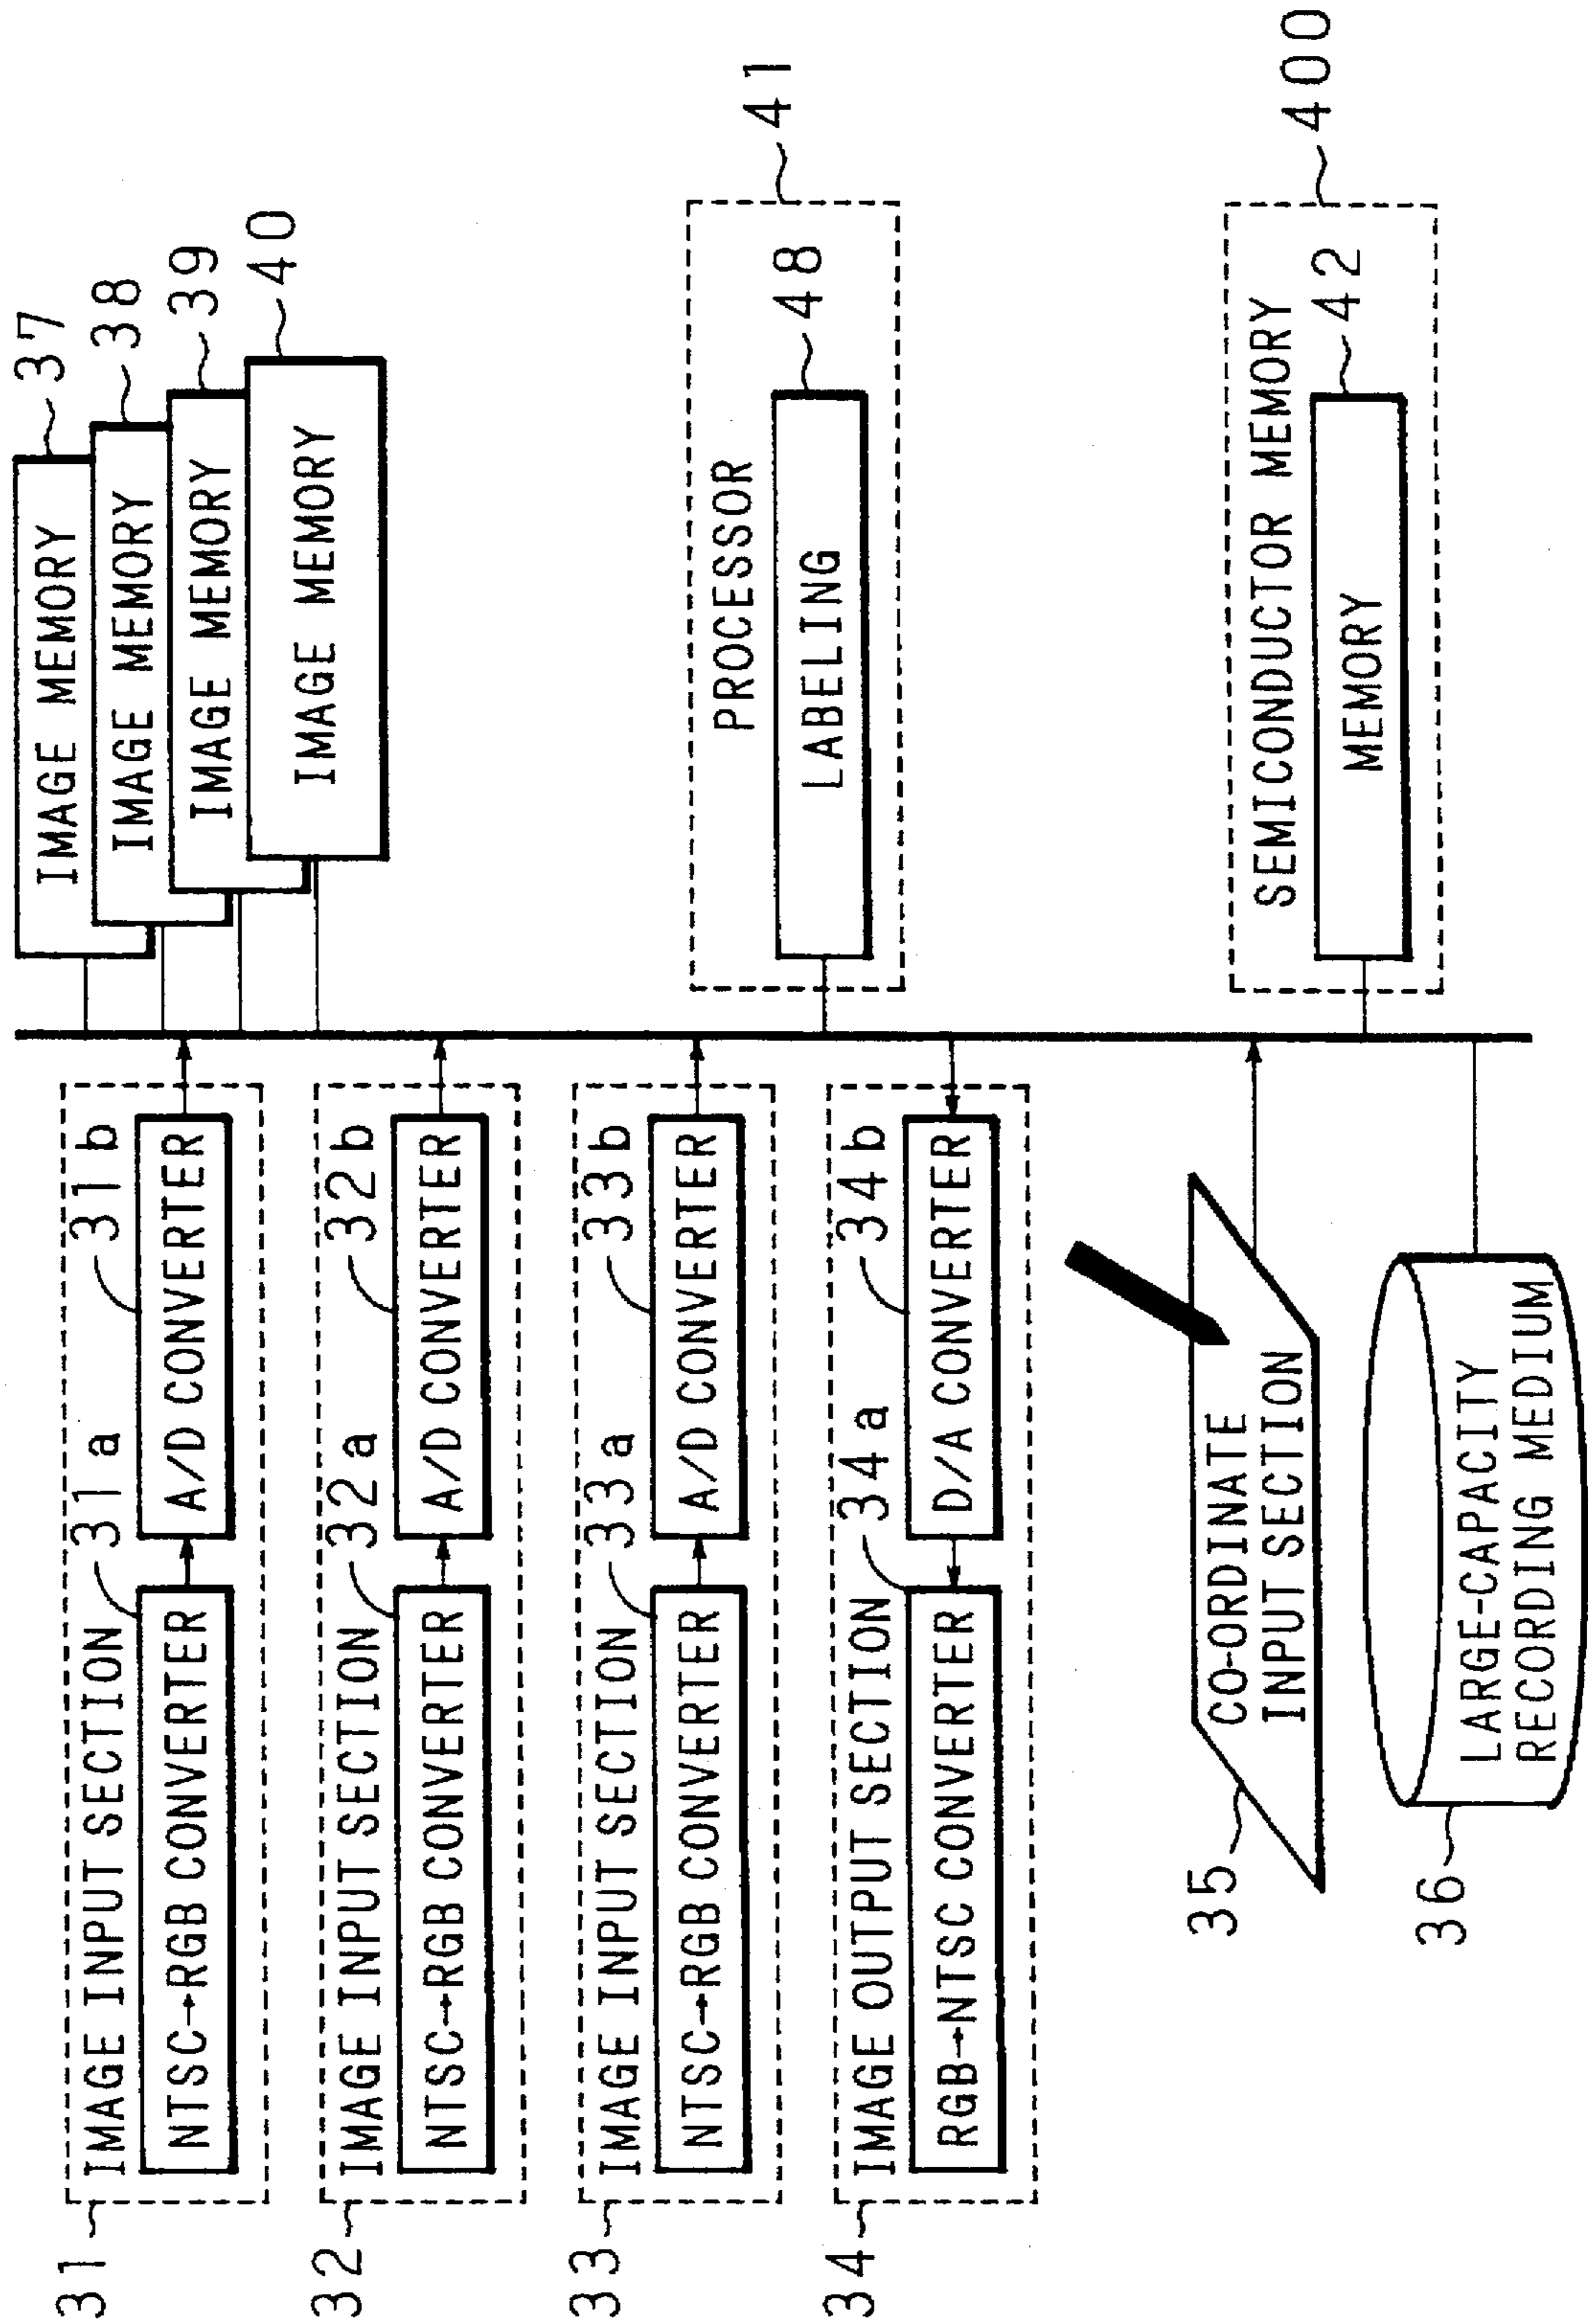 31
IMAGE INPUT SECTION
31a
31b
NTSC→RGB CONVERTER
A/D CONVERTER
32
IMAGE INPUT SECTION
32a
32b
NTSC→RGB CONVERTER
A/D CONVERTER
33
IMAGE INPUT SECTION
33a
33b
NTSC→RGB CONVERTER
A/D CONVERTER
34
IMAGE OUTPUT SECTION
34a
34b
RGB→NTSC CONVERTER
D/A CONVERTER
35
CO-ORDINATE
INPUT SECTION
36
LARGE-CAPACITY
RECORDING MEDIUM
IMAGE MEMORY
37
IMAGE MEMORY
38
IMAGE MEMORY
39
IMAGE MEMORY
40
PROCESSOR
41
LABELING
48
SEMICONDUCTOR MEMORY
400
MEMORY
42